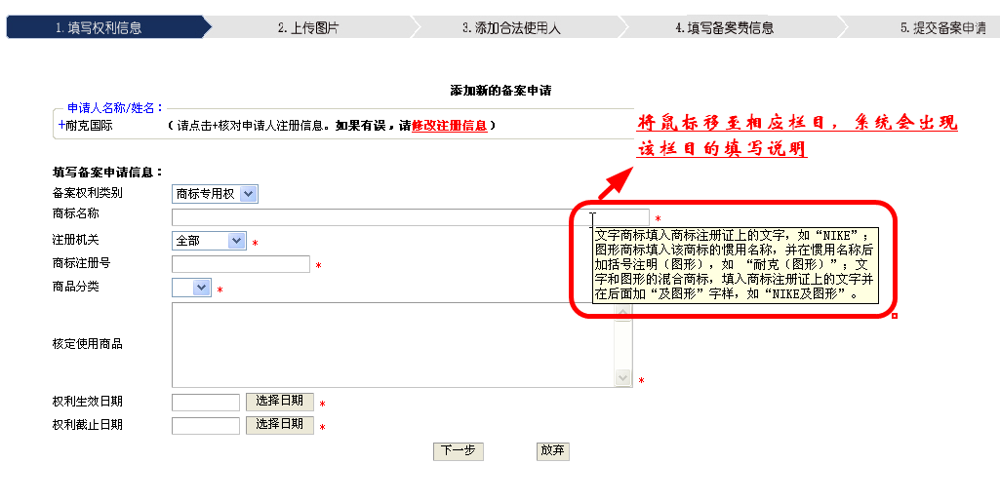 1.填写权利信息
2.上传图片
3.添加合法使用人
4.填写备案费信息
5.提交备案申请
添加新的备案申请
申请人名称/姓名：
+耐克国际
（请点击+核对申请人注册信息。如果有误，请修改注册信息）
将鼠标移至相应栏目，系统会出现
该栏目的填写说明
填写备案申请信息：
备案权利类别
商标专用权
商标名称
*
注册机关
全部
*
文字商标填入商标注册证上的文字，如“NIKE”；
图形商标填入该商标的惯用名称，并在惯用名称后
加括号注明（图形），如 “耐克（图形）”；文
字和图形的混合商标，填入商标注册证上的文字并
在后面加“及图形”字样，如“NIKE及图形”。
商标注册号
*
商品分类
*
核定使用商品
*
权利生效日期
选择日期
*
权利截止日期
选择日期
*
下一步
放弃